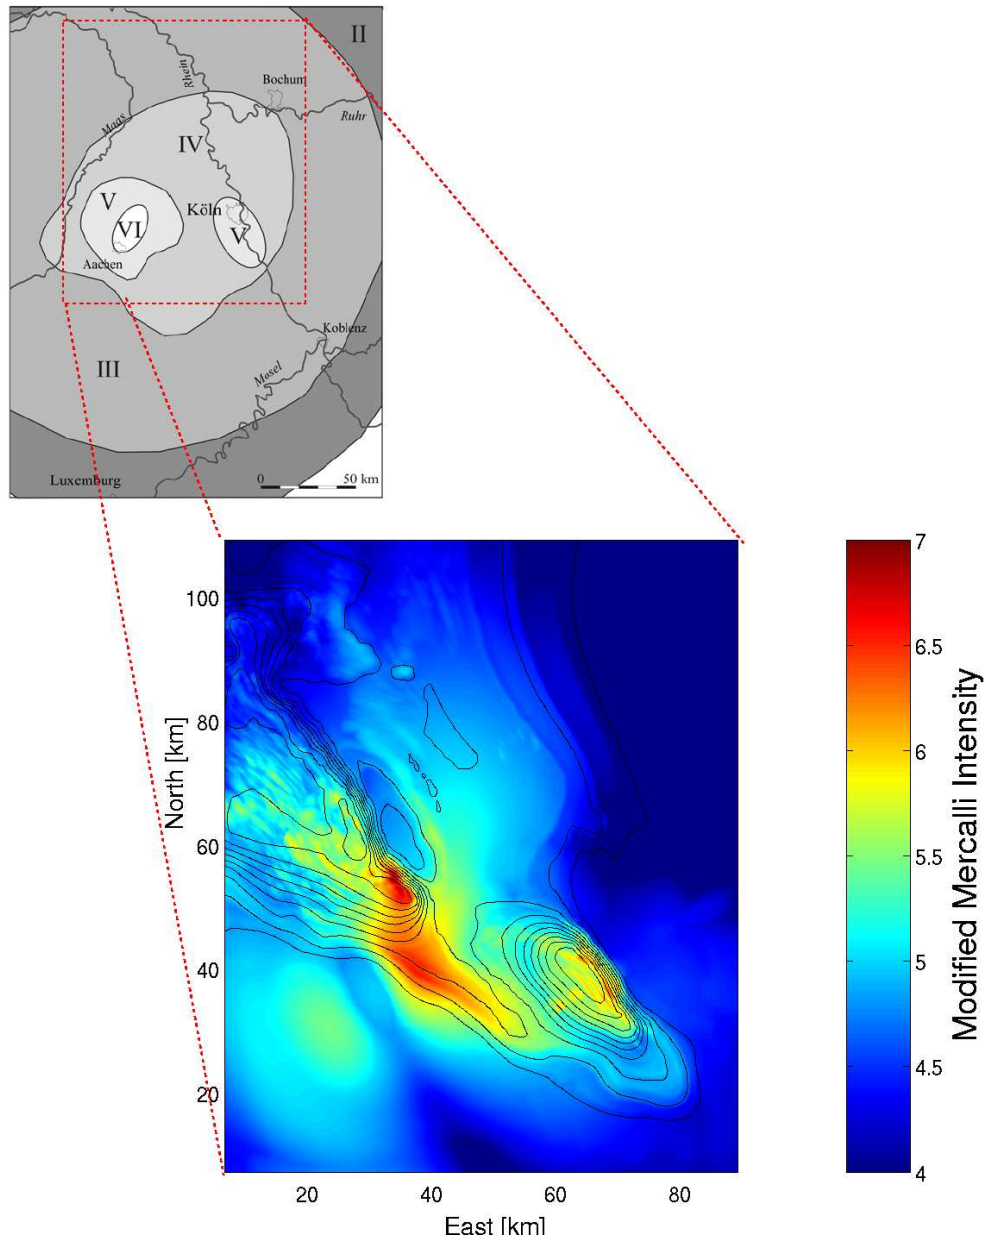 II
Rhein
Bochum
Maas
Ruhr
IV
V
Köln
VI
V
Aachen
Koblenz
III
Mosel
Luxemburg
0 50 km
7
6.5
6
5.5
5
4.5
4
Modified Mercalli Intensity
100
80
60
40
20
North [km]
20 40 60 80
East [km]